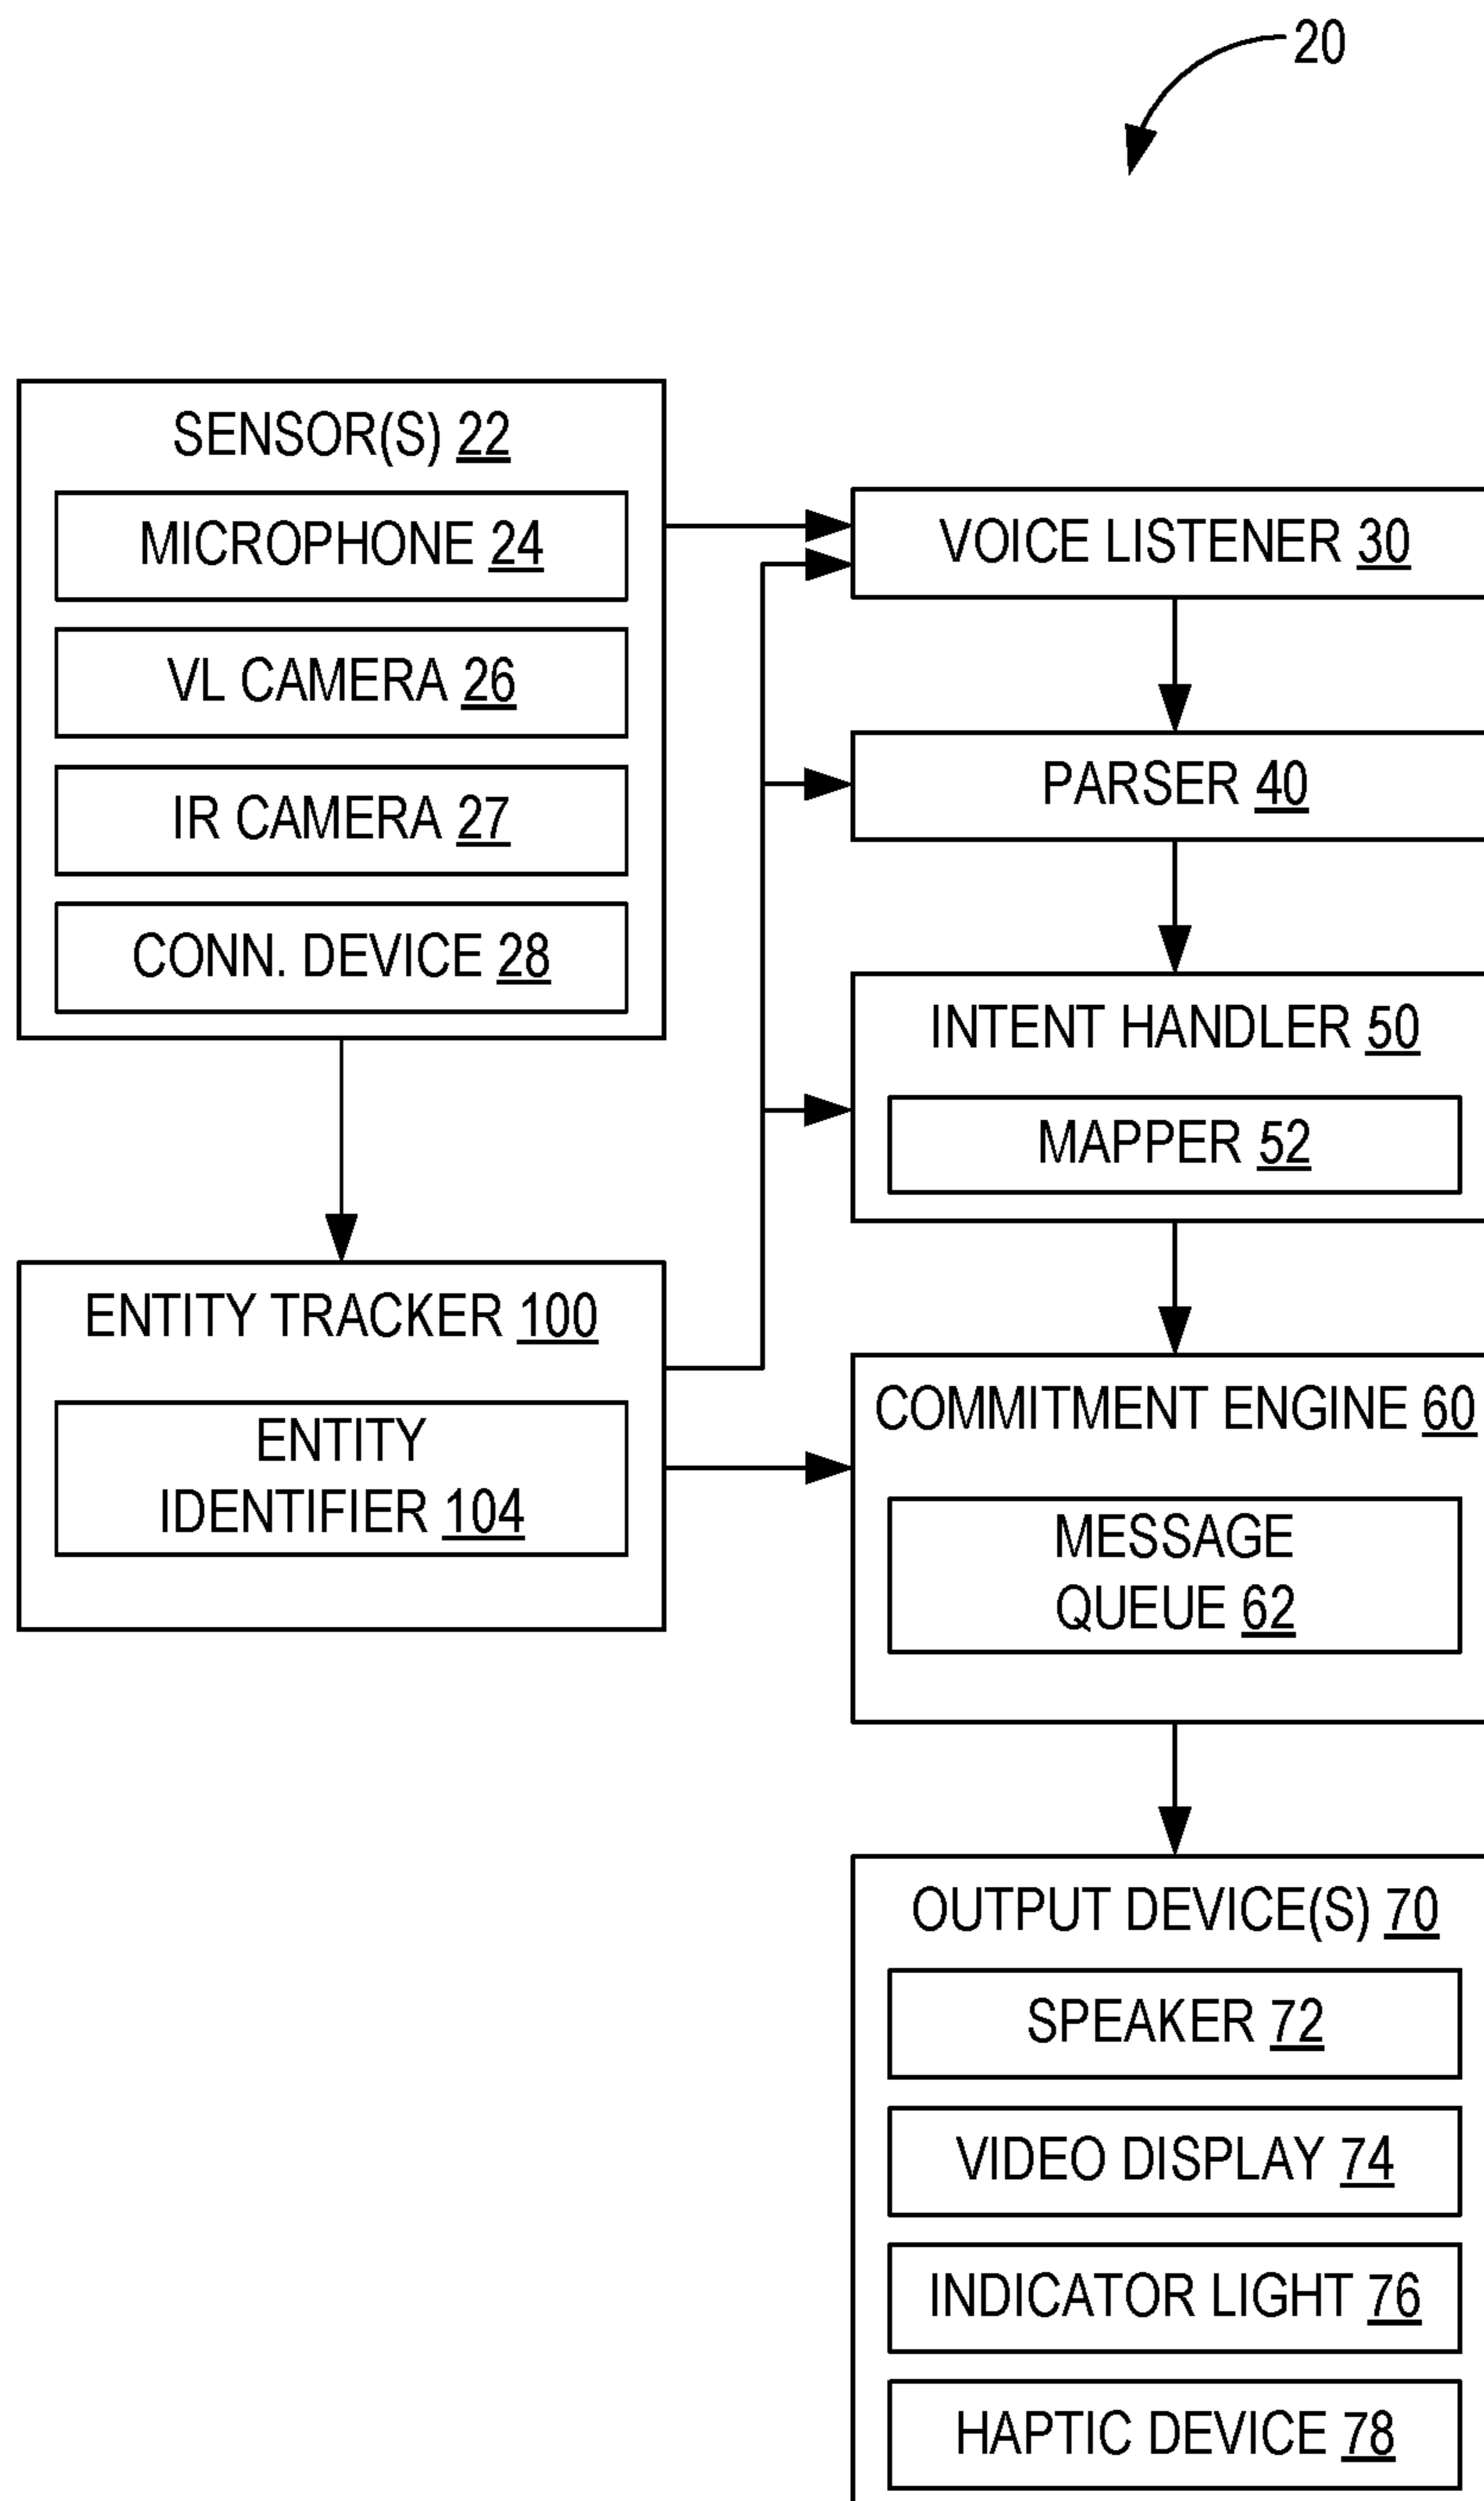 20
SENSOR(S) 22
MICROPHONE 24
VL CAMERA 26
IR CAMERA 27
CONN. DEVICE 28
ENTITY TRACKER 100
ENTITY
IDENTIFIER 104
VOICE LISTENER 30
PARSER 40
INTENT HANDLER 50
MAPPER 52
COMMITMENT ENGINE 60
MESSAGE
QUEUE 62
OUTPUT DEVICE(S) 70
SPEAKER 72
VIDEO DISPLAY 74
INDICATOR LIGHT 76
HAPTIC DEVICE 78